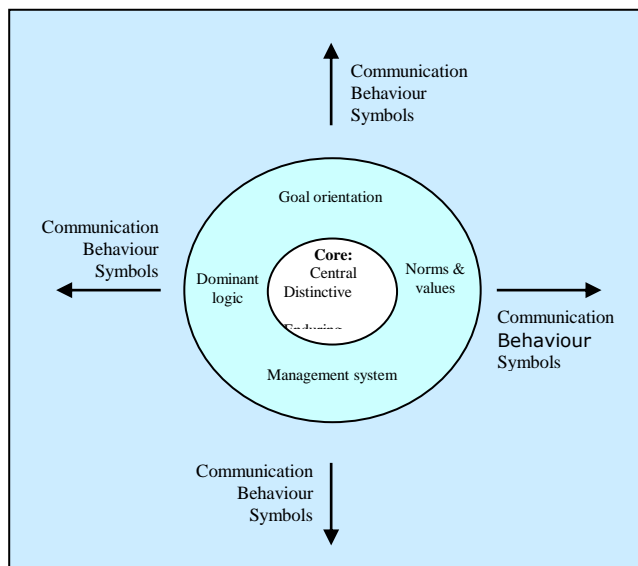 Communication
Behaviour
Symbols
Goal orientation
Communication
Behaviour
Symbols
Dominant
logic
Core:
Central
Distinctive
Enduring
Norms &
values
Communication
Behaviour
Symbols
Management system
Communication
Behaviour
Symbols